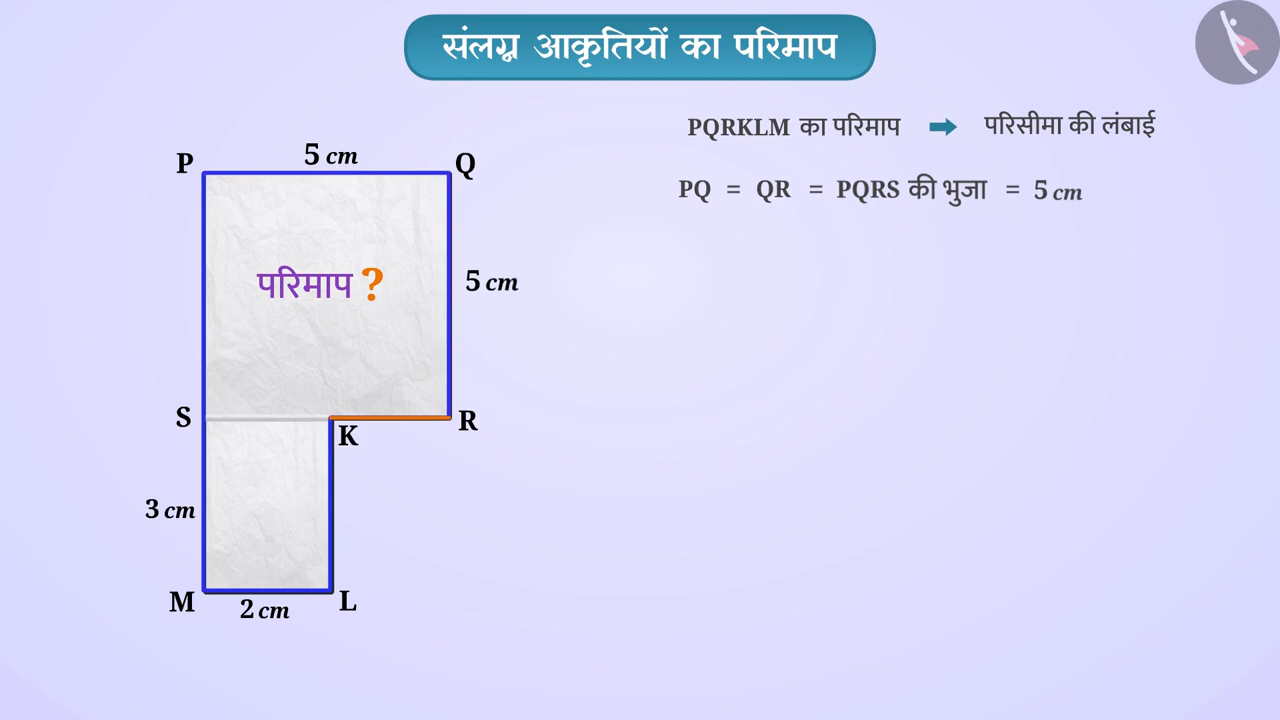 संलग्न आकृतियों का परिमाप
PQRKLM का परिमाप ➡ परिसीमा की लंबाई
PQ = QR = PQRS की भुजा = 5 cm
5 cm
P
Q
परिमाप ?
5 cm
S
K
R
3 cm
M
2 cm
L